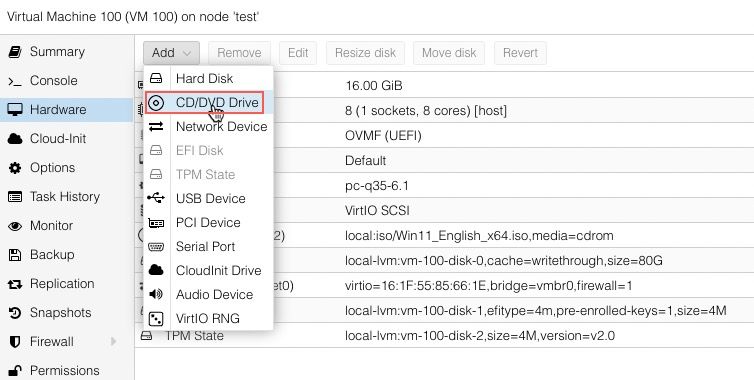 Virtual Machine 100 (VM 100) on node 'test'
Summary
Console
Hardware
Cloud-Init
Options
Task History
Monitor
Backup
Replication
Snapshots
Firewall
Permissions
Add Remove Edit Resize disk Move disk Revert
Hard Disk
CD/DVD Drive
Network Device
EFI Disk
TPM State
USB Device
PCI Device
Serial Port
CloudInit Drive
Audio Device
VirtIO RNG
16.00 GiB
8 (1 sockets, 8 cores) [host]
OVMF (UEFI)
Default
pc-q35-6.1
VirtIO SCSI
2) local:iso/Win11_English_x64.iso,media=cdrom
local-lvm:vm-100-disk-0,cache=writethrough,size=80G
et0) virtio=16:1F:55:85:66:1E,bridge=vmbr0,firewall=1
local-lvm:vm-100-disk-1,efitype=4m,pre-enrolled-keys=1,size=4M
TPM State local-lvm:vm-100-disk-2,size=4M,version=v2.0